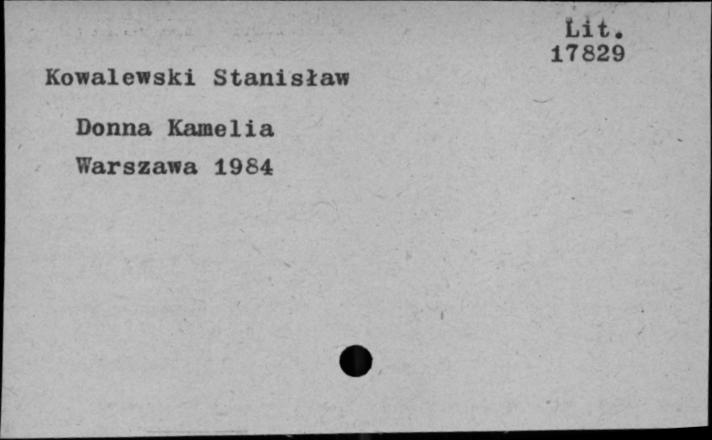 Lit.
17829
Kowalewski Stanisław
Donna Kamelia
Warszawa 1984